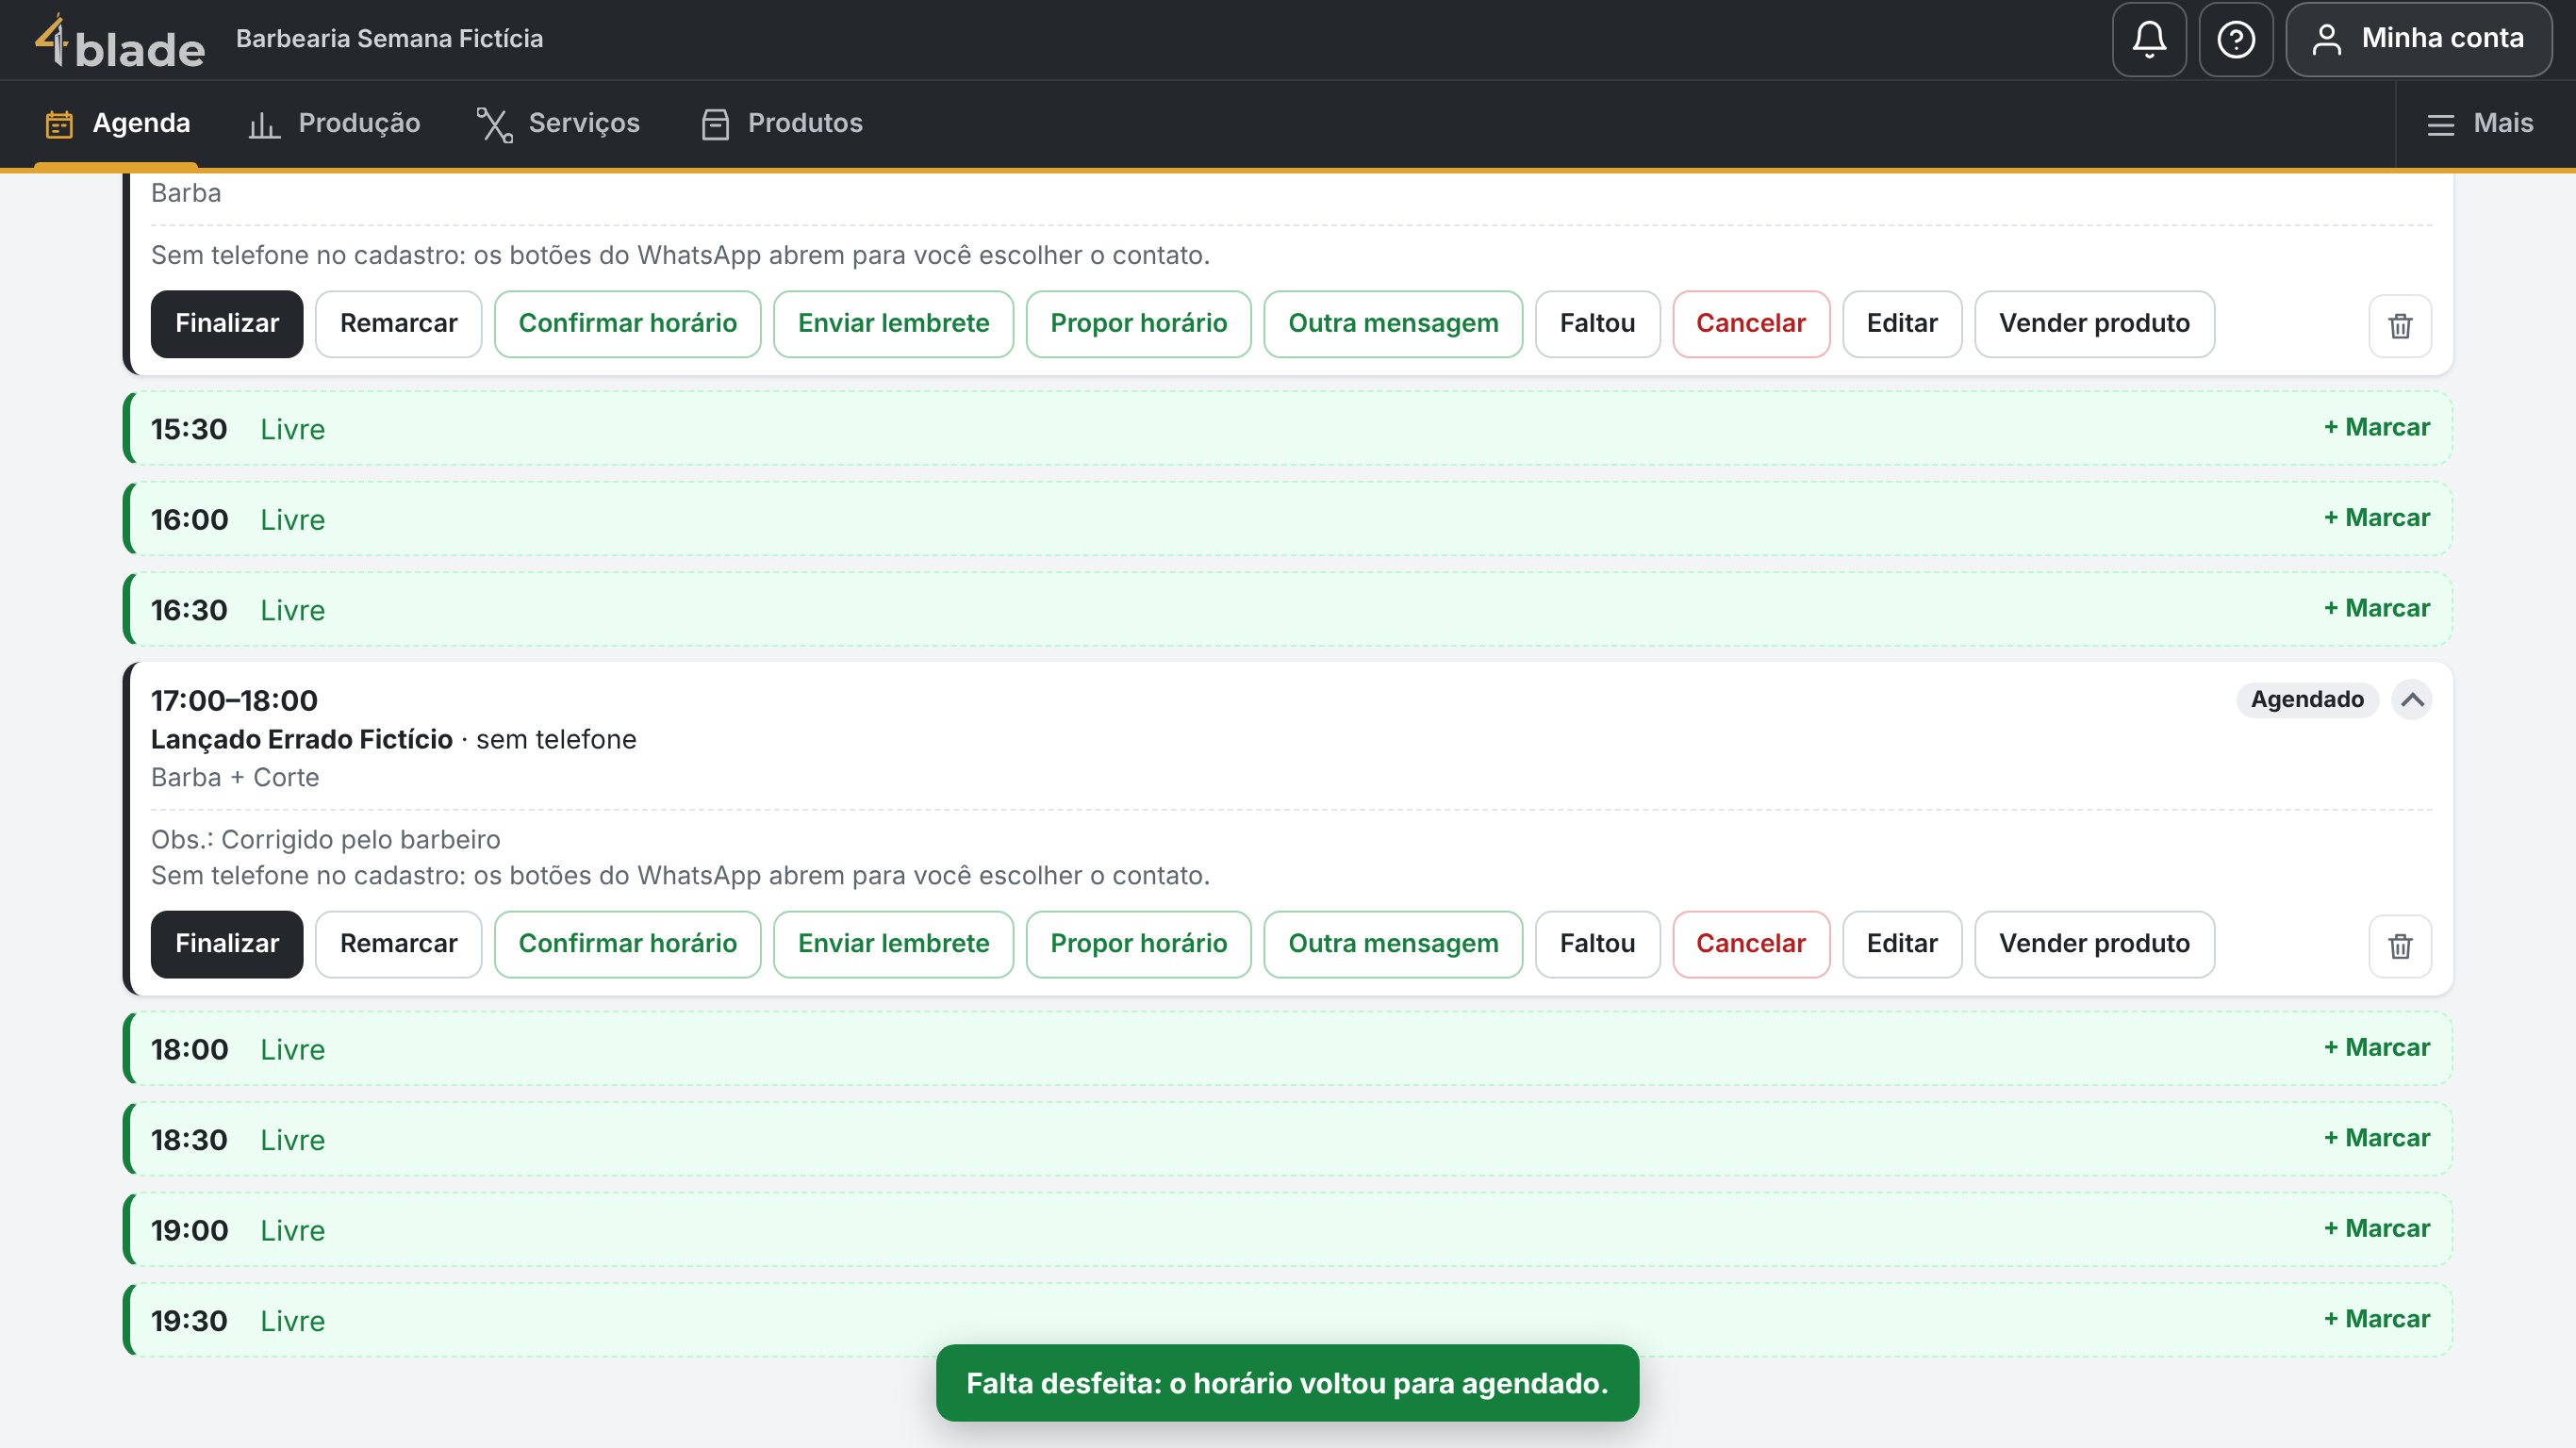 4blade Barbearia Semana Fictícia Minha conta
Agenda Produção Serviços Produtos Mais
Barba
Sem telefone no cadastro: os botões do WhatsApp abrem para você escolher o contato.
Finalizar Remarcar Confirmar horário Enviar lembrete Propor horário Outra mensagem Faltou Cancelar Editar Vender produto
15:30 Livre + Marcar
16:00 Livre + Marcar
16:30 Livre + Marcar
17:00–18:00 Agendado
Lançado Errado Fictício · sem telefone
Barba + Corte
Obs.: Corrigido pelo barbeiro
Sem telefone no cadastro: os botões do WhatsApp abrem para você escolher o contato.
Finalizar Remarcar Confirmar horário Enviar lembrete Propor horário Outra mensagem Faltou Cancelar Editar Vender produto
18:00 Livre + Marcar
18:30 Livre + Marcar
19:00 Livre + Marcar
19:30 Livre + Marcar
Falta desfeita: o horário voltou para agendado.